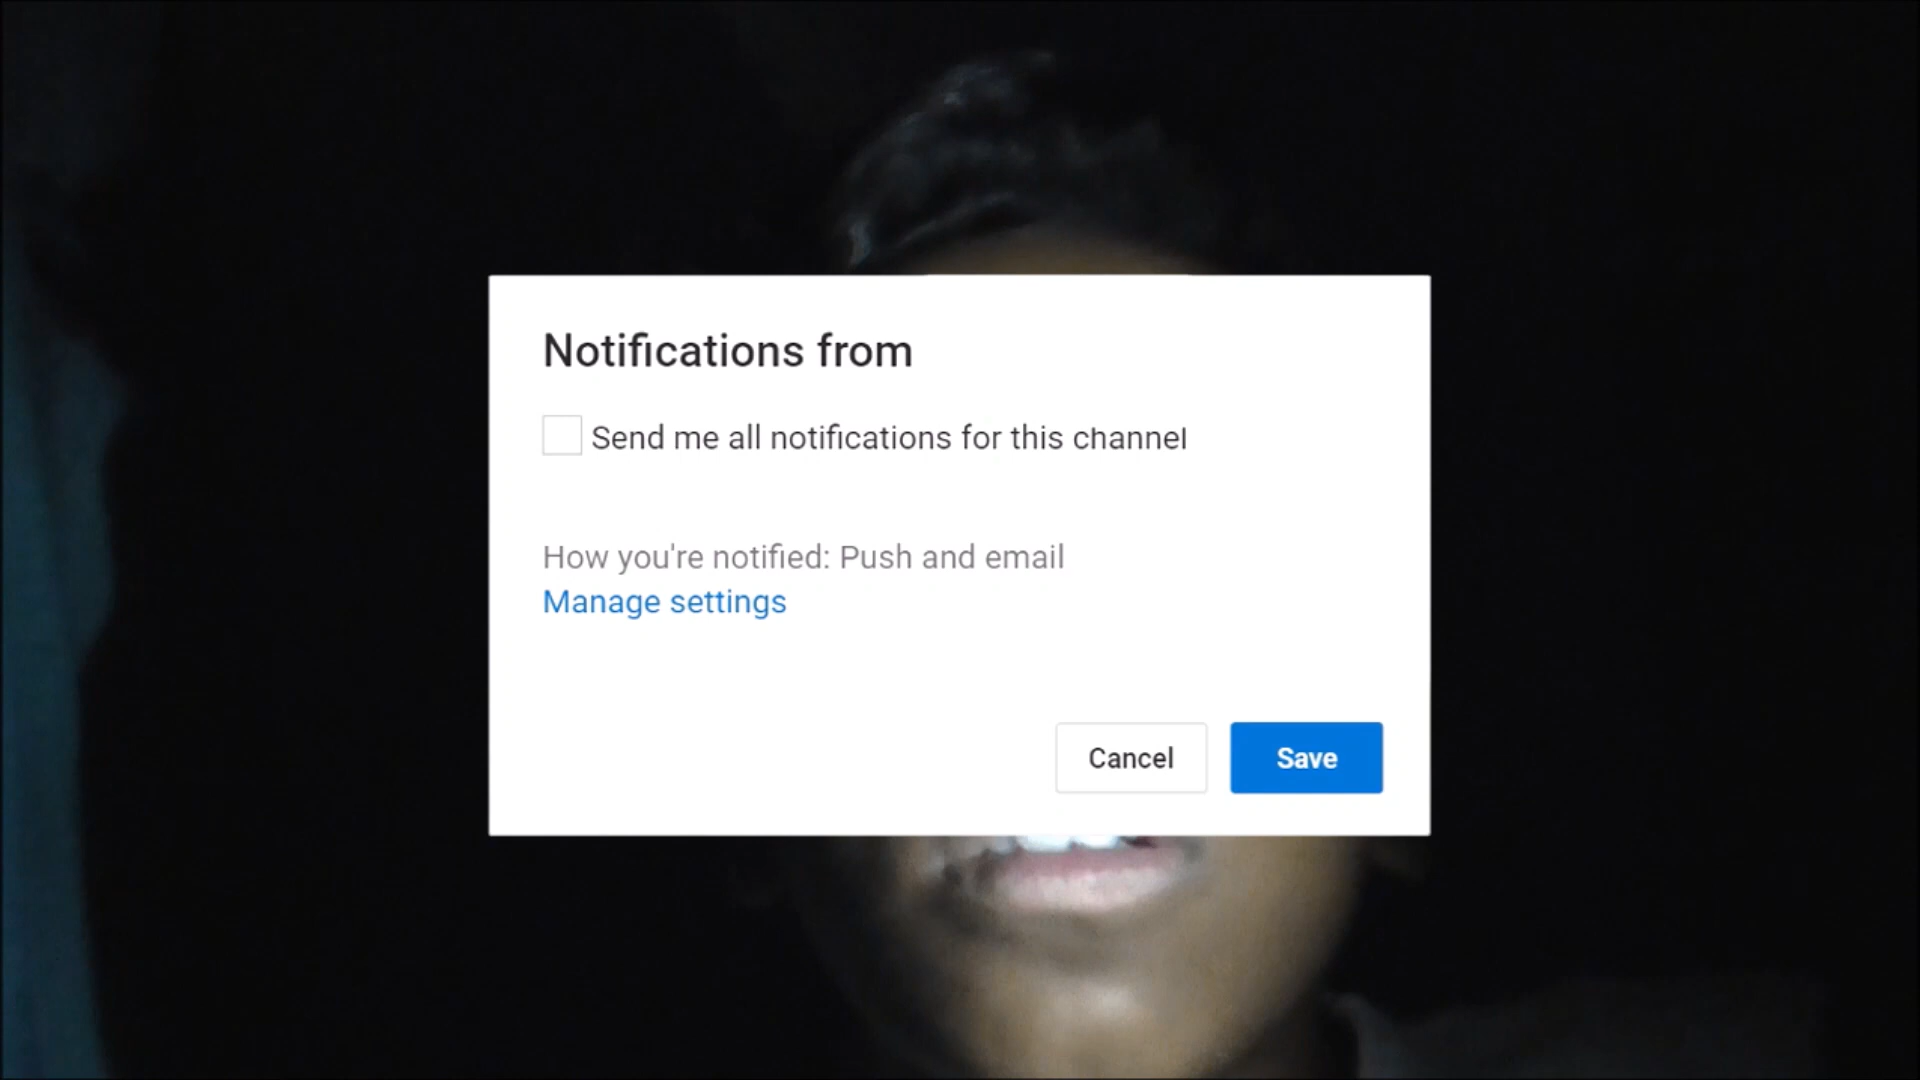 Notifications from
Send me all notifications for this channel
How you're notified: Push and email
Manage settings
Cancel
Save